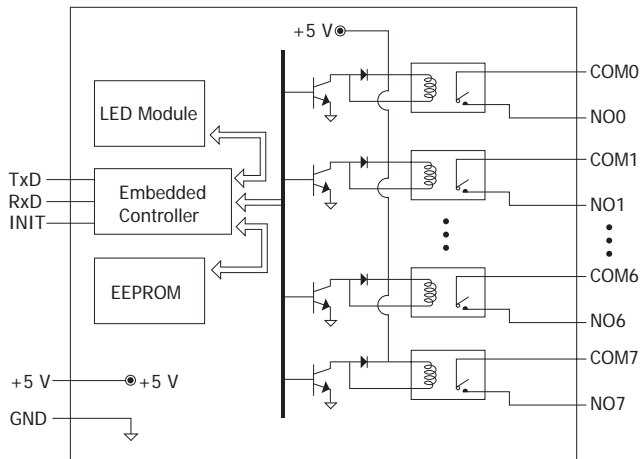 +5 V
COM0
LED Module
NO0
COM1
TxD
RxD
INIT
Embedded
Controller
NO1
COM6
EEPROM
NO6
COM7
+5 V
+5 V
NO7
GND